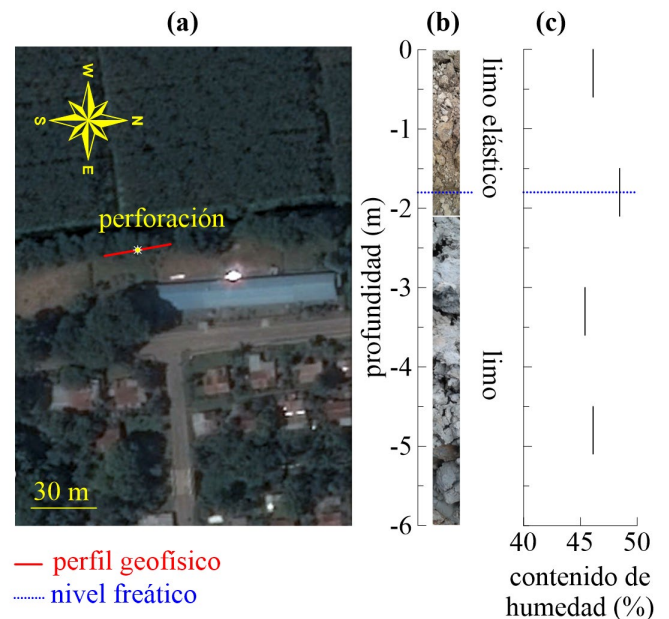 (a)
(b)
(c)
W
S
N
E
perforación
30 m
perfil geofísico
nivel freático
profundidad (m)
0
-1
-2
-3
-4
-5
-6
limo elástico
limo
40
45
50
contenido de
humedad (%)